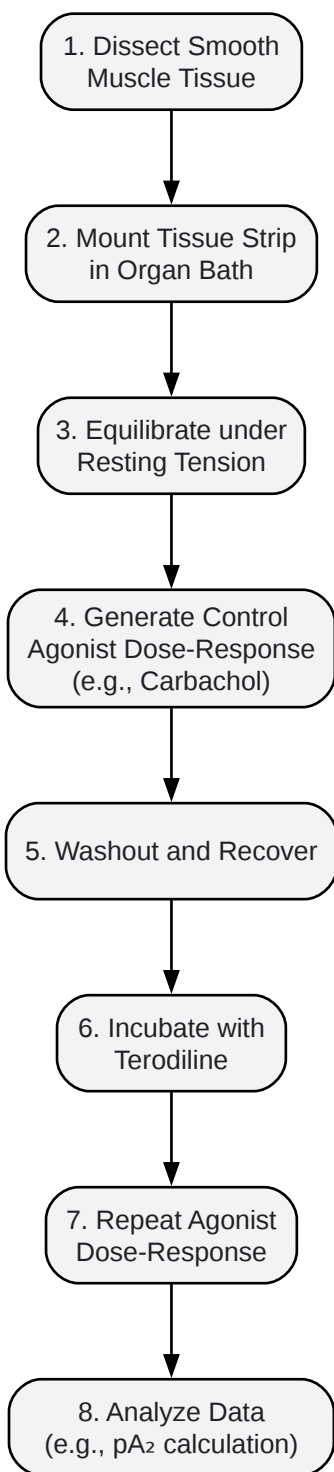 1. Dissect Smooth
Muscle Tissue
2. Mount Tissue Strip
in Organ Bath
3. Equilibrate under
Resting Tension
4. Generate Control
Agonist Dose-Response
(e.g., Carbachol)
5. Washout and Recover
6. Incubate with
Terodiline
7. Repeat Agonist
Dose-Response
8. Analyze Data
(e.g., pA₂ calculation)